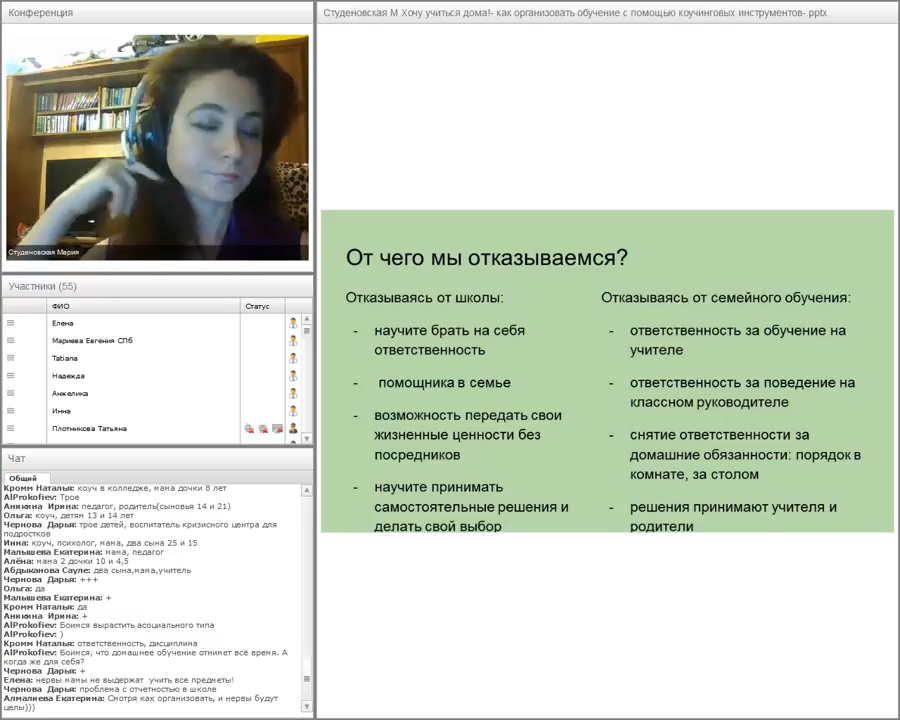 Конференция
Студеновская Мария
Участники (55)
ФИО
Статус
Елена
Мариева Евгения СПб
Tatiana
Надежда
Анжелика
Инна
Плотникова Татьяна
Чат
Общий
Кромм Наталья: коуч в колледже, мама дочки 8 лет
AlProkofiev: Трое
Аникина Ирина: педагог, родитель(сыновья 14 и 21)
Ольга: коуч, детям 13 и 14 лет
Чернова Дарья: трое детей, воспитатель кризисного центра для
подростков
Инна: коуч, психолог, мама, два сына 25 и 15
Малышева Екатерина: мама, педагог
Алёна: мама 2 дочки 10 и 4,5
Абдыканова Сауле: два сына,мама,учитель
Чернова Дарья: +++
Ольга: да
Малышева Екатерина: +
Кромм Наталья: да
Аникина Ирина: +
AlProkofiev: Боимся вырастить асоциального типа
AlProkofiev: )
Кромм Наталья: ответственность, дисциплина
AlProkofiev: Боимся, что домашнее обучение отнимет всё время. А
когда же для себя?
Чернова Дарья: +
Елена: нервы мамы не выдержат учить все предметы!
Чернова Дарья: проблема с отчетностью в школе
Алмалиева Екатерина: Смотря как организовать, и нервы будут
целы)))
Студеновская М Хочу учиться дома!- как организовать обучение с помощью коучинговых инструментов-.pptx
От чего мы отказываемся?
Отказываясь от школы:
- научите брать на себя
ответственность
- помощника в семье
- возможность передать свои
жизненные ценности без
посредников
- научите принимать
самостоятельные решения и
делать свой выбор
Отказываясь от семейного обучения:
- ответственность за обучение на
учителе
- ответственность за поведение на
классном руководителе
- снятие ответственности за
домашние обязанности: порядок в
комнате, за столом
- решения принимают учителя и
родители